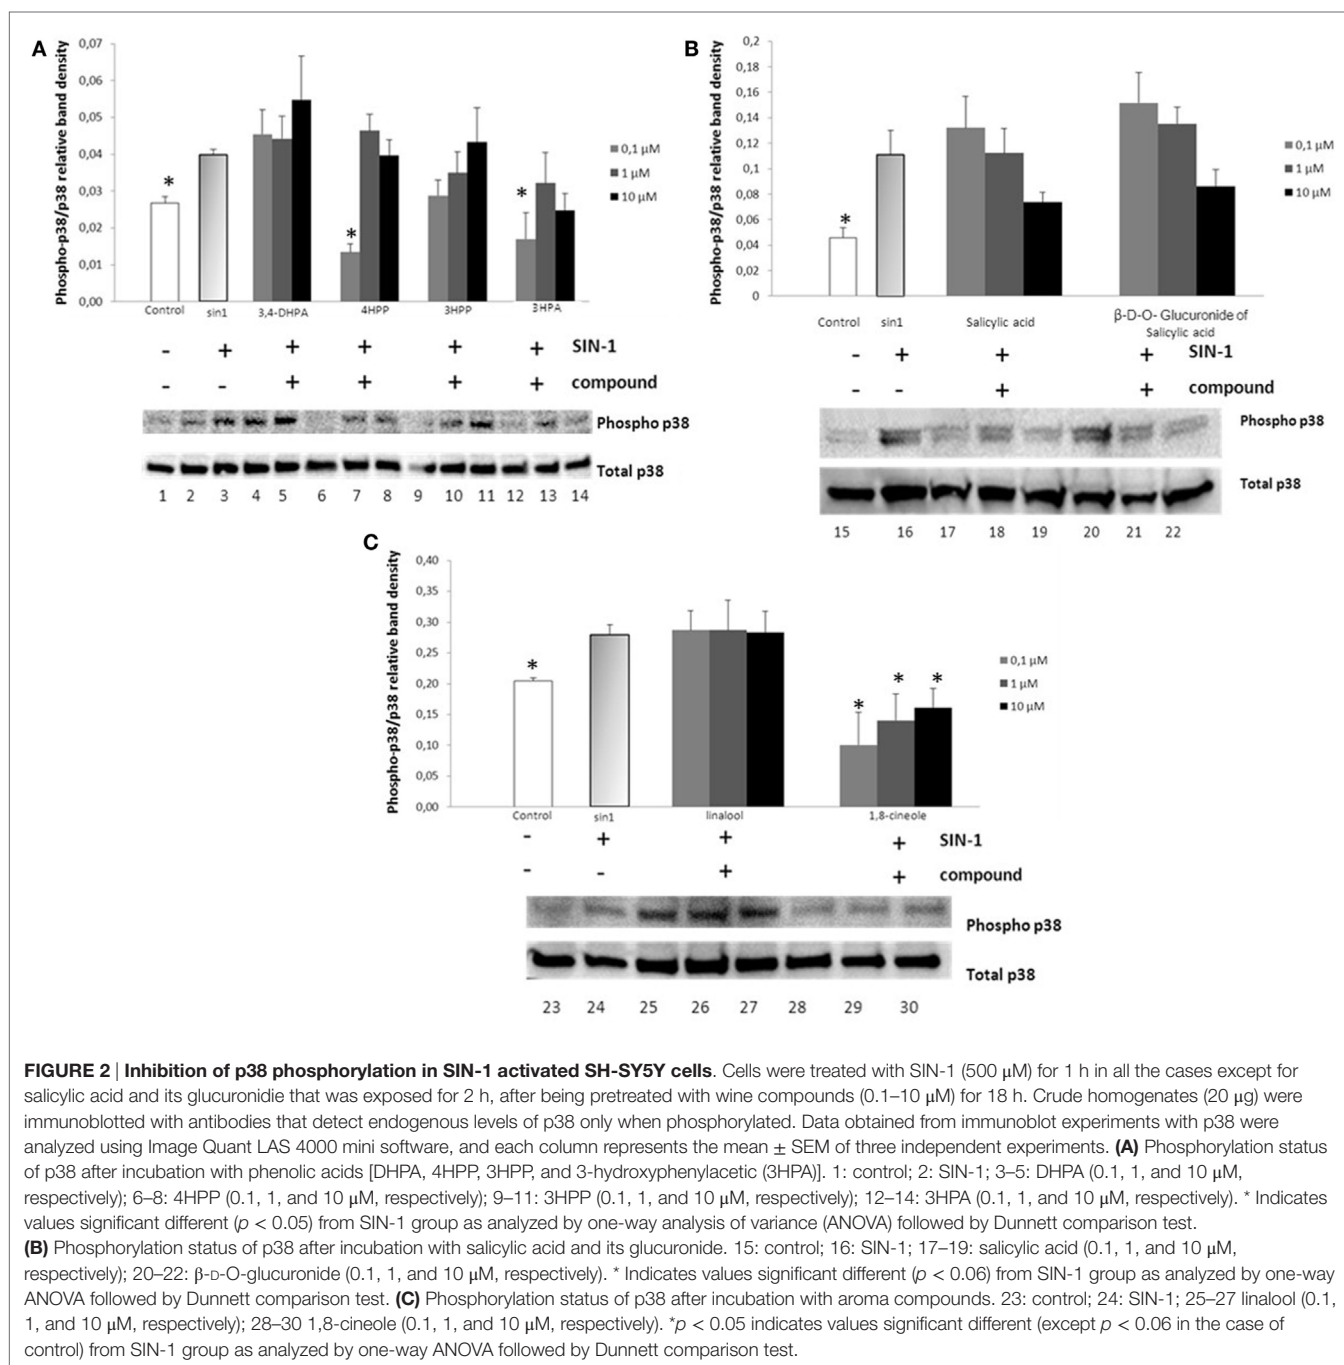 A
Phospho-p38/p38 relative band density
0,07
0,06
0,05
0,04
0,03
0,02
0,01
0,00
*
*
*
0,1 µM
1 µM
10 µM
Control sin1 3,4-DHPA 4HPP 3HPP 3HPA
- + + + + + SIN-1
- - + + + + compound
Phospho p38
Total p38
1 2 3 4 5 6 7 8 9 10 11 12 13 14
B
Phospho-p38/p38 relative band density
0,2
0,18
0,16
0,14
0,12
0,1
0,08
0,06
0,04
0,02
0
*
0,1 µM
1 µM
10 µM
Control sin1 Salicylic acid β-D-O- Glucuronide of
Salicylic acid
- + + + SIN-1
- - + + compound
Phospho p38
Total p38
15 16 17 18 19 20 21 22
C
Phospho-p38/p38 relative band density
0,40
0,35
0,30
0,25
0,20
0,15
0,10
0,05
0,00
*
* * *
0,1 µM
1 µM
10 µM
Control sin1 linalool 1,8-cineole
- + + + SIN-1
- - + + compound
Phospho p38
Total p38
23 24 25 26 27 28 29 30
FIGURE 2 | Inhibition of p38 phosphorylation in SIN-1 activated SH-SY5Y cells. Cells were treated with SIN-1 (500 µM) for 1 h in all the cases except for
salicylic acid and its glucuronidie that was exposed for 2 h, after being pretreated with wine compounds (0.1–10 µM) for 18 h. Crude homogenates (20 µg) were
immunoblotted with antibodies that detect endogenous levels of p38 only when phosphorylated. Data obtained from immunoblot experiments with p38 were
analyzed using Image Quant LAS 4000 mini software, and each column represents the mean ± SEM of three independent experiments. (A) Phosphorylation status
of p38 after incubation with phenolic acids [DHPA, 4HPP, 3HPP, and 3-hydroxyphenylacetic (3HPA)]. 1: control; 2: SIN-1; 3–5: DHPA (0.1, 1, and 10 µM,
respectively); 6–8: 4HPP (0.1, 1, and 10 µM, respectively); 9–11: 3HPP (0.1, 1, and 10 µM, respectively); 12–14: 3HPA (0.1, 1, and 10 µM, respectively). * Indicates
values significant different (p < 0.05) from SIN-1 group as analyzed by one-way analysis of variance (ANOVA) followed by Dunnett comparison test.
(B) Phosphorylation status of p38 after incubation with salicylic acid and its glucuronide. 15: control; 16: SIN-1; 17–19: salicylic acid (0.1, 1, and 10 µM,
respectively); 20–22: β-D-O-glucuronide (0.1, 1, and 10 µM, respectively). * Indicates values significant different (p < 0.06) from SIN-1 group as analyzed by one-way
ANOVA followed by Dunnett comparison test. (C) Phosphorylation status of p38 after incubation with aroma compounds. 23: control; 24: SIN-1; 25–27 linalool (0.1,
1, and 10 µM, respectively); 28–30 1,8-cineole (0.1, 1, and 10 µM, respectively). *p < 0.05 indicates values significant different (except p < 0.06 in the case of
control) from SIN-1 group as analyzed by one-way ANOVA followed by Dunnett comparison test.